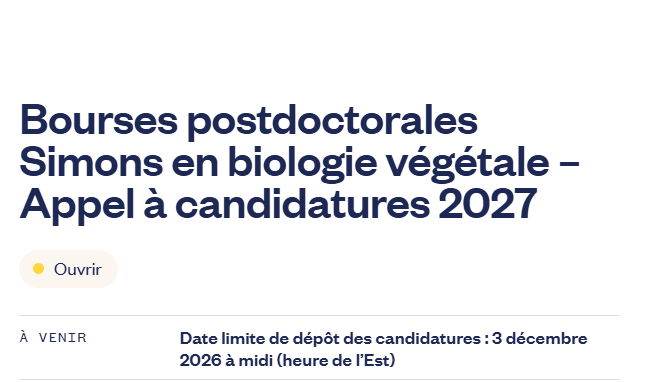 Bourses postdoctorales
Simons en biologie végétale –
Appel à candidatures 2027
Ouvrir
À VENIR
Date limite de dépôt des candidatures : 3 décembre
2026 à midi (heure de l’Est)